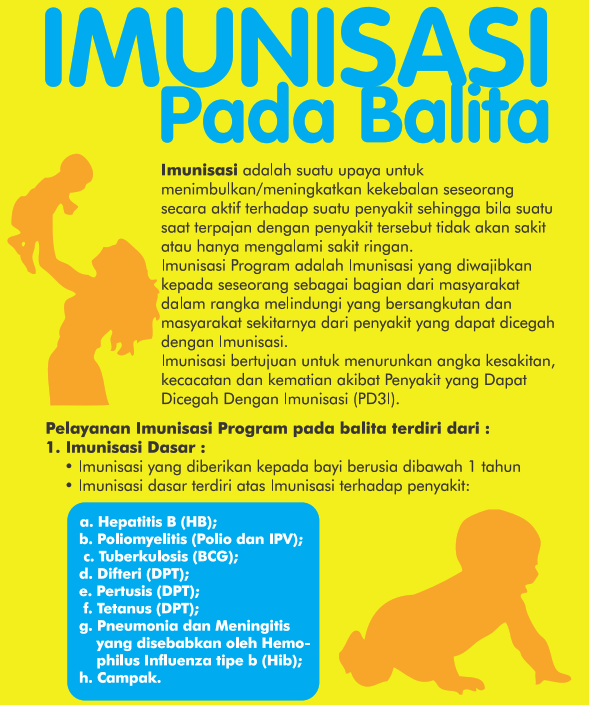 IMUNISASI
Pada Balita
Imunisasi adalah suatu upaya untuk
menimbulkan/meningkatkan kekebalan seseorang
secara aktif terhadap suatu penyakit sehingga bila suatu
saat terpajan dengan penyakit tersebut tidak akan sakit
atau hanya mengalami sakit ringan.
Imunisasi Program adalah Imunisasi yang diwajibkan
kepada seseorang sebagai bagian dari masyarakat
dalam rangka melindungi yang bersangkutan dan
masyarakat sekitarnya dari penyakit yang dapat dicegah
dengan Imunisasi.
Imunisasi bertujuan untuk menurunkan angka kesakitan,
kecacatan dan kematian akibat Penyakit yang Dapat
Dicegah Dengan Imunisasi (PD3I).
Pelayanan Imunisasi Program pada balita terdiri dari :
1. Imunisasi Dasar :
• Imunisasi yang diberikan kepada bayi berusia dibawah 1 tahun
• Imunisasi dasar terdiri atas Imunisasi terhadap penyakit:
a. Hepatitis B (HB);
b. Poliomyelitis (Polio dan IPV);
c. Tuberkulosis (BCG);
d. Difteri (DPT);
e. Pertusis (DPT);
f. Tetanus (DPT);
g. Pneumonia dan Meningitis
yang disebabkan oleh Hemo-
philus Influenza tipe b (Hib);
h. Campak.